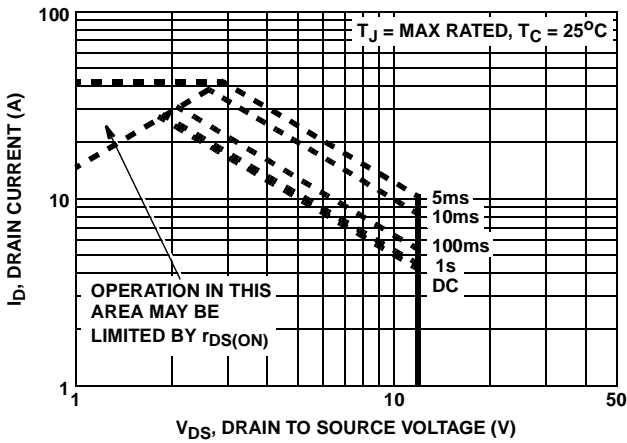 100
T_J = MAX RATED, T_C = 25°C
I_D, DRAIN CURRENT (A)
10
5ms
10ms
100ms
1s
DC
OPERATION IN THIS
AREA MAY BE
LIMITED BY r_DS(ON)
1
1
10
50
V_DS, DRAIN TO SOURCE VOLTAGE (V)